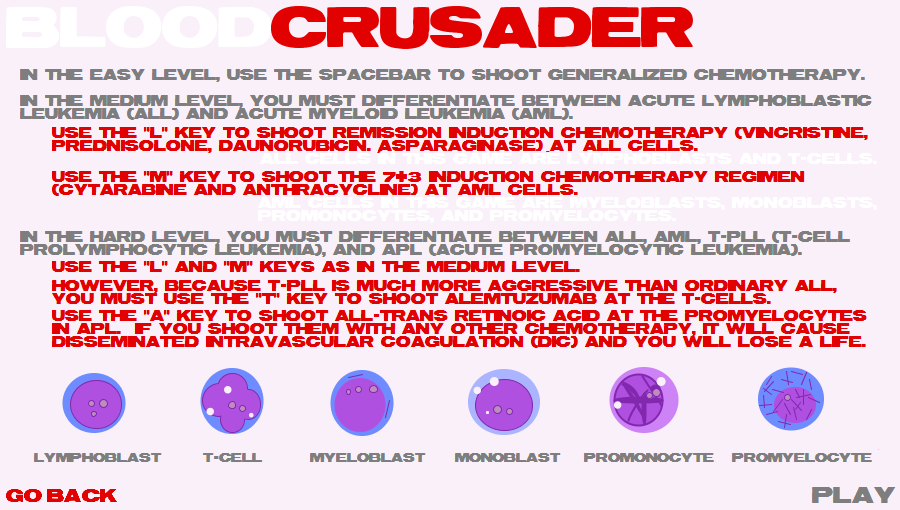 BLOODCRUSADER
IN THE EASY LEVEL, USE THE SPACEBAR TO SHOOT GENERALIZED CHEMOTHERAPY.
IN THE MEDIUM LEVEL, YOU MUST DIFFERENTIATE BETWEEN ACUTE LYMPHOBLASTIC
LEUKEMIA (ALL) AND ACUTE MYELOID LEUKEMIA (AML).
USE THE "L" KEY TO SHOOT REMISSION INDUCTION CHEMOTHERAPY (VINCRISTINE,
PREDNISOLONE, DAUNORUBICIN. ASPARAGINASE) AT ALL CELLS.
ALL CELLS IN THIS GAME ARE LYMPHOBLASTS AND T-CELLS.
USE THE "M" KEY TO SHOOT THE 7+3 INDUCTION CHEMOTHERAPY REGIMEN
(CYTARABINE AND ANTHRACYCLINE) AT AML CELLS.
AML CELLS IN THIS GAME ARE MYELOBLASTS, MONOBLASTS,
PROMONOCYTES, AND PROMYELOCYTES.
IN THE HARD LEVEL, YOU MUST DIFFERENTIATE BETWEEN ALL, AML, T-PLL (T-CELL
PROLYMPHOCYTIC LEUKEMIA), AND APL (ACUTE PROMYELOCYTIC LEUKEMIA).
USE THE "L" AND "M" KEYS AS IN THE MEDIUM LEVEL.
HOWEVER, BECAUSE T-PLL IS MUCH MORE AGGRESSIVE THAN ORDINARY ALL,
YOU MUST USE THE "T" KEY TO SHOOT ALEMTUZUMAB AT THE T-CELLS.
USE THE "A" KEY TO SHOOT ALL-TRANS RETINOIC ACID AT THE PROMYELOCYTES
IN APL. IF YOU SHOOT THEM WITH ANY OTHER CHEMOTHERAPY, IT WILL CAUSE
DISSEMINATED INTRAVASCULAR COAGULATION (DIC) AND YOU WILL LOSE A LIFE.
LYMPHOBLAST T-CELL MYELOBLAST MONOBLAST PROMONOCYTE PROMYELOCYTE
GO BACK PLAY